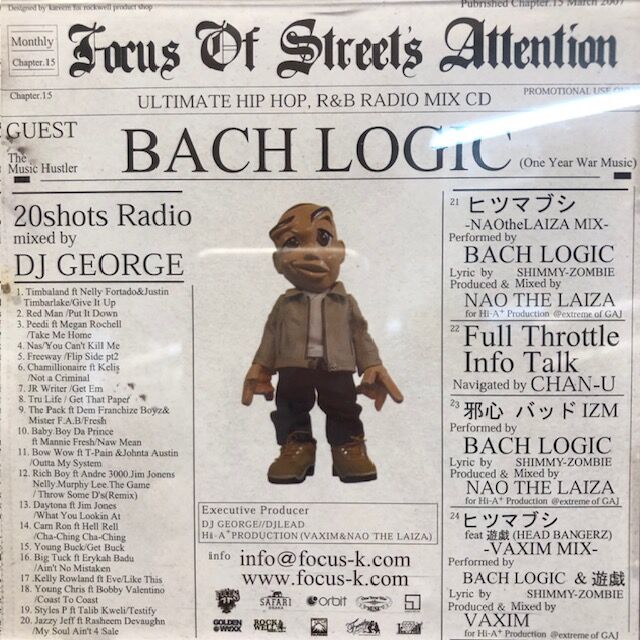 Designed by kareem fix rockwell product shop
Published Chapter.15 March 2007
Monthly
Chapter.15
Focus Of Street's Attention
Chapter.15
ULTIMATE HIP HOP, R&B RADIO MIX CD
PROMOTIONAL USE
GUEST
The
Music Hustler
BACH LOGIC
(One Year War Music)
20shots Radio
mixed by
DJ GEORGE
1. Timbaland ft Nelly Fortado&Justin
Timbarlake/Give It Up
2. Red Man /Put It Down
3. Peedi ft Megan Rochell
/Take Me Home
4. Nas/You Can't Kill Me
5. Freeway /Flip Side pt2
6. Chamillionaire ft Kelis
/Not a Criminal
7. JR Writer /Get Em
8. Tru Life / Get That Paper
9. The Pack ft Dem Franchize Boyz&
Mister F.A.B/Fresh
10. Baby Boy Da Prince
ft Mannie Fresh/Naw Mean
11. Bow Wow ft T-Pain &Johnta Austin
/Outta My System
12. Rich Boy ft Andre 3000.Jim Jonens
Nelly.Murphy Lee.The Game
/ Throw Some D's(Remix)
13. Daytona ft Jim Jones
/What You Lookin At
14. Cam Ron ft Hell Rell
/Cha-Ching Cha-Ching
15. Young Buck/Get Buck
16. Big Tuck ft Erykah Badu
/Ain't No Mistaken
17. Kelly Rowland ft Eve/Like This
18. Young Chris ft Bobby Valentino
/Coast To Coast
19. Styles P ft Talib Kweli/Testify
20. Jazzy Jeff ft Rasheem Devaughn
/My Soul Ain't 4 Sale
Executive Producer
DJ GEORGE//DJLEAD
Hi-A+PRODUCTION (VAXIM&NAO THE LAIZA)
info info@focus-k.com
www.focus-k.com
SAFARI
OSAKA
orbit
GOLDEN WAXX
ROCKWELL
21 ヒツマブシ
-NAOtheLAIZA MIX-
Performed by
BACH LOGIC
Lyric by SHIMMY-ZOMBIE
Produced & Mixed by
NAO THE LAIZA
for Hi-A+ Production @extreme of GAJ
22 Full Throttle
Info Talk
Navigated by CHAN-U
23 邪心 バッド IZM
Performed by
BACH LOGIC
Lyric by SHIMMY-ZOMBIE
Produced & Mixed by
NAO THE LAIZA
for Hi-A+ Production @extreme of GAJ
24 ヒツマブシ
feat 遊戯 (HEAD BANGERZ)
-VAXIM MIX-
Performed by
BACH LOGIC & 遊戯
Lyric by SHIMMY-ZOMBIE
Produced & Mixed by
VAXIM
for Hi-A+ Production @extreme of GAJ